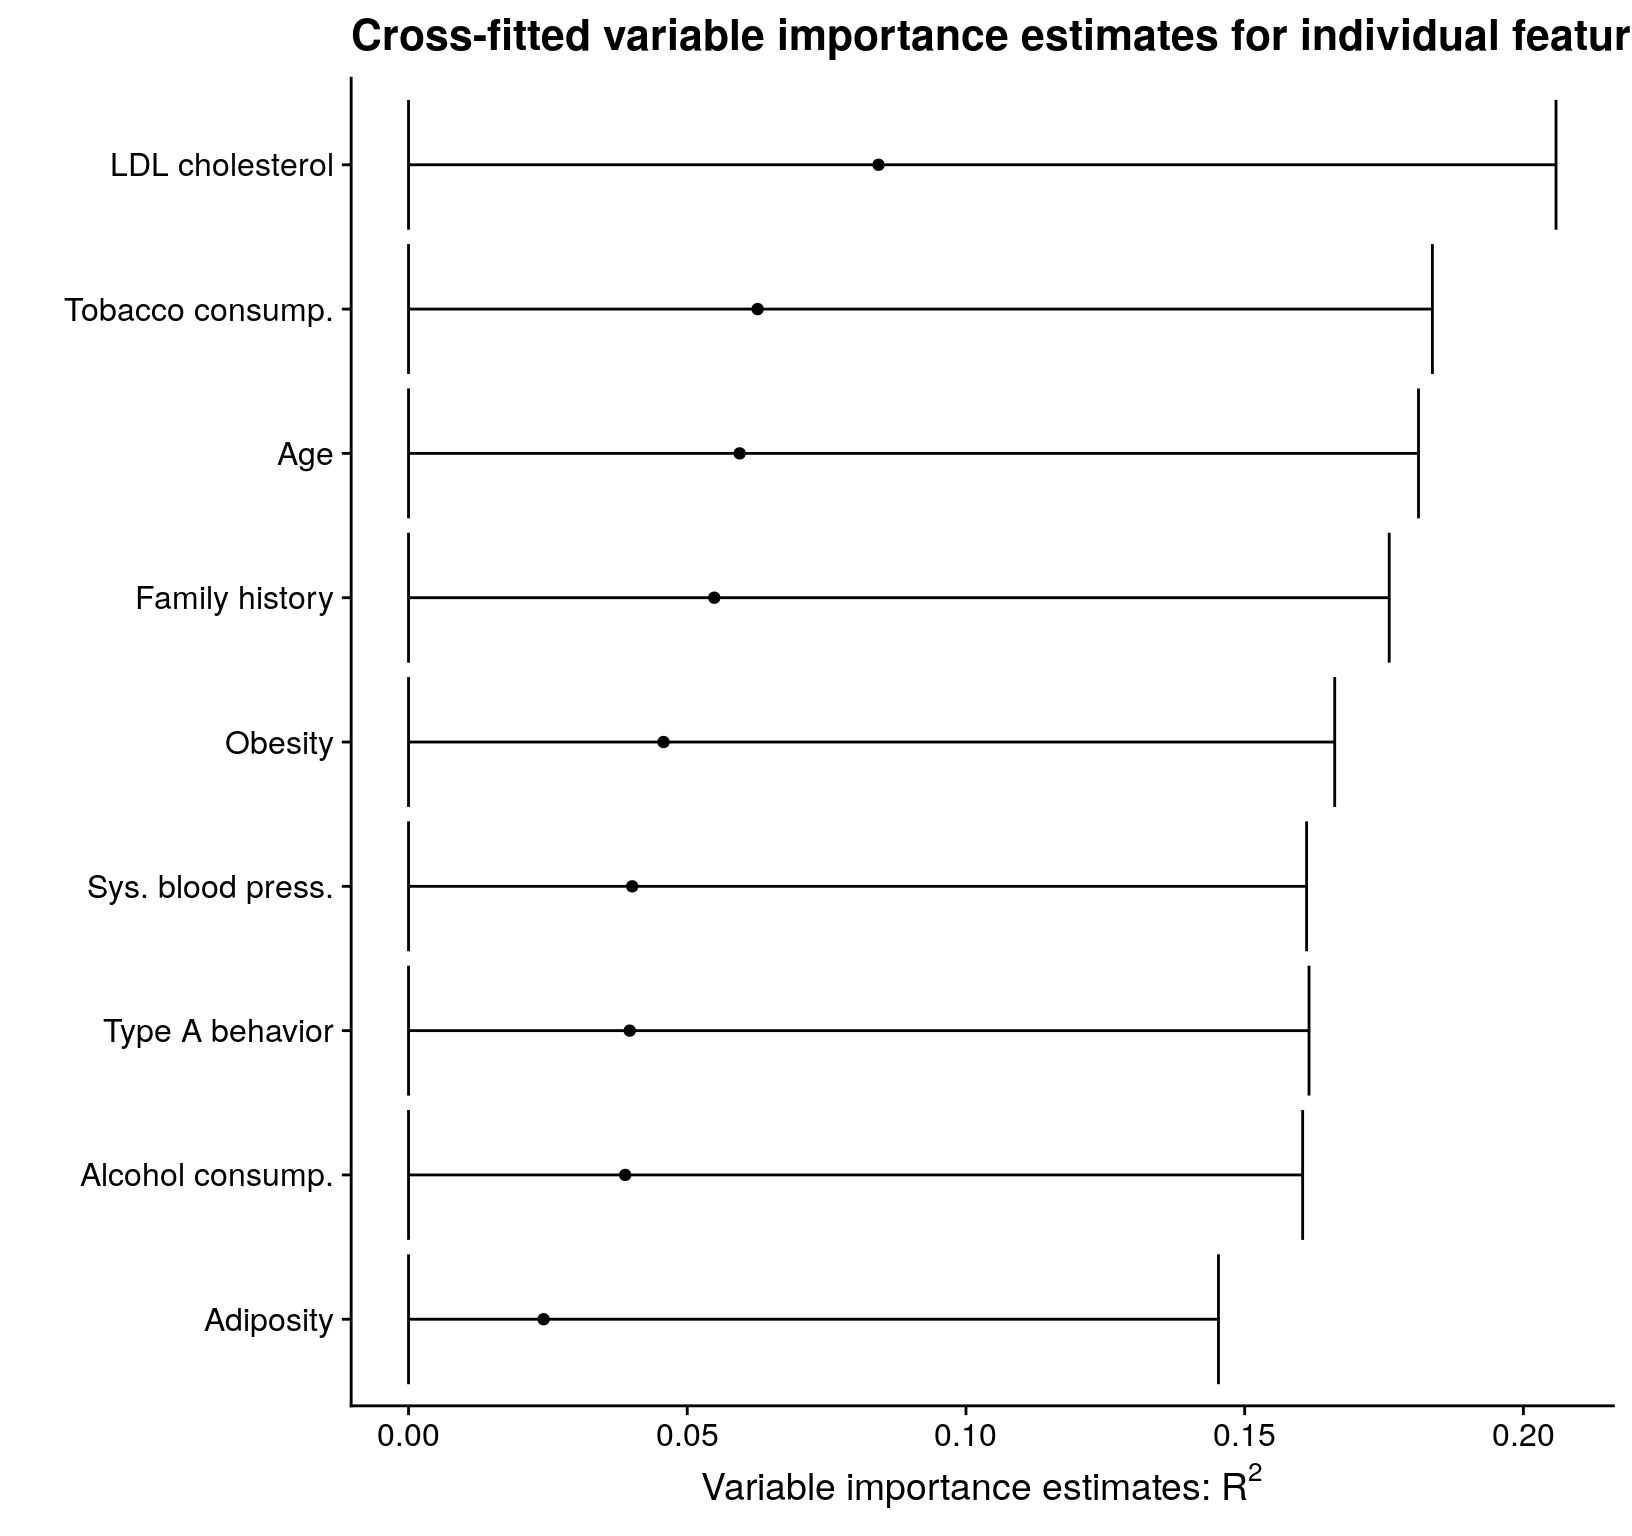 Cross-fitted variable importance estimates for individual featur
LDL cholesterol
Tobacco consump.
Age
Family history
Obesity
Sys. blood press.
Type A behavior
Alcohol consump.
Adiposity
0.00 0.05 0.10 0.15 0.20
Variable importance estimates: R²